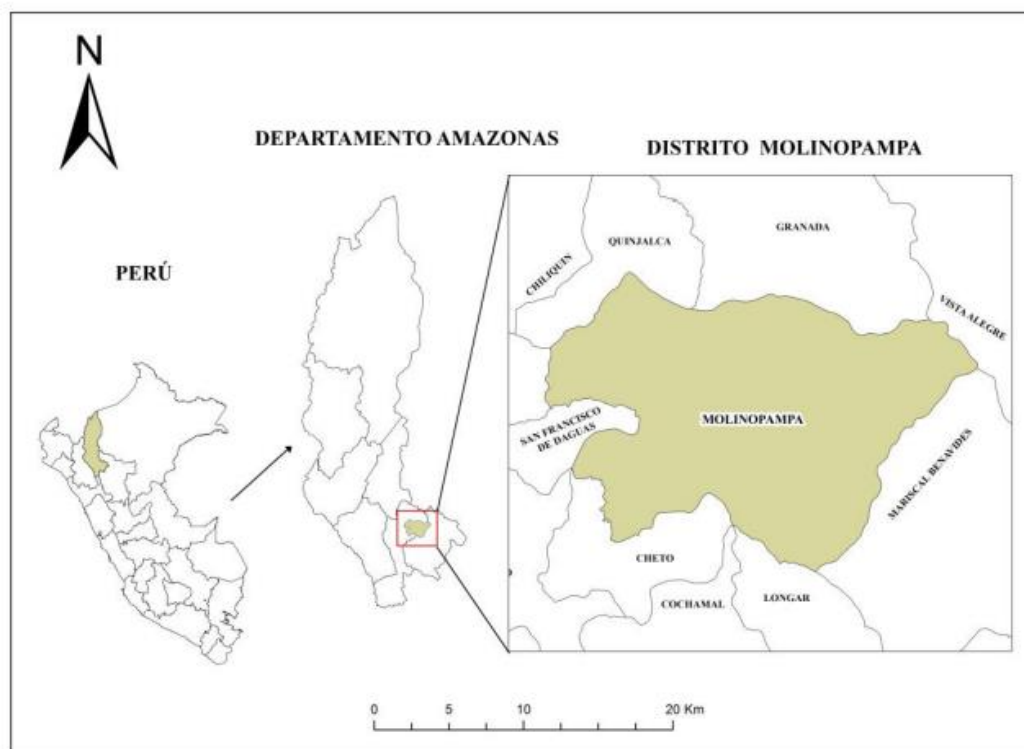 N
DEPARTAMENTO AMAZONAS
DISTRITO MOLINOPAMPA
PERÚ
QUINJALCA
GRANADA
CHILIQUIN
VISTA ALEGRE
SAN FRANCISCO
DE DAGUAS
MOLINOPAMPA
MARISCAL BENAVIDES
CHETO
COCHAMAL
LONGAR
0 5 10 20 Km